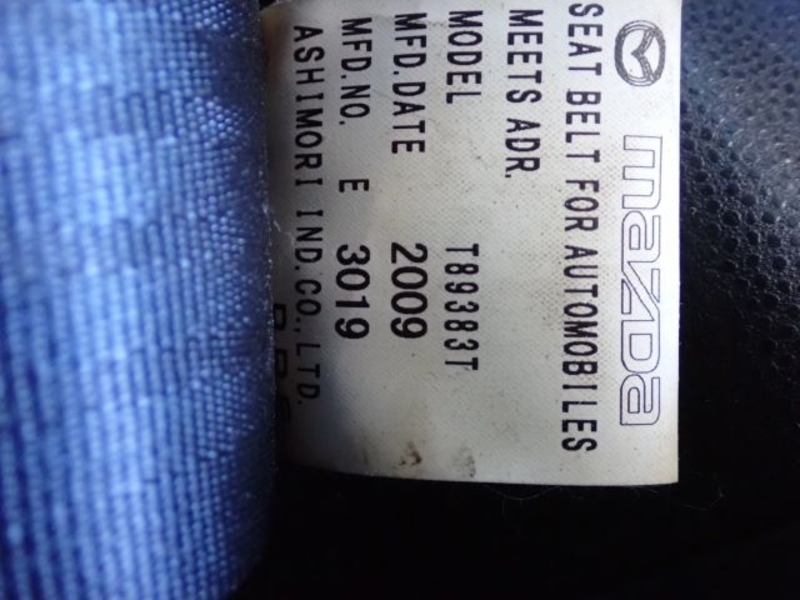 mazda
SEAT BELT FOR AUTOMOBILES
MEETS ADR.
MODEL T89383T
MFD.DATE 2009
MFD.NO. E 3019
ASHIMORI IND.CO.,LTD.